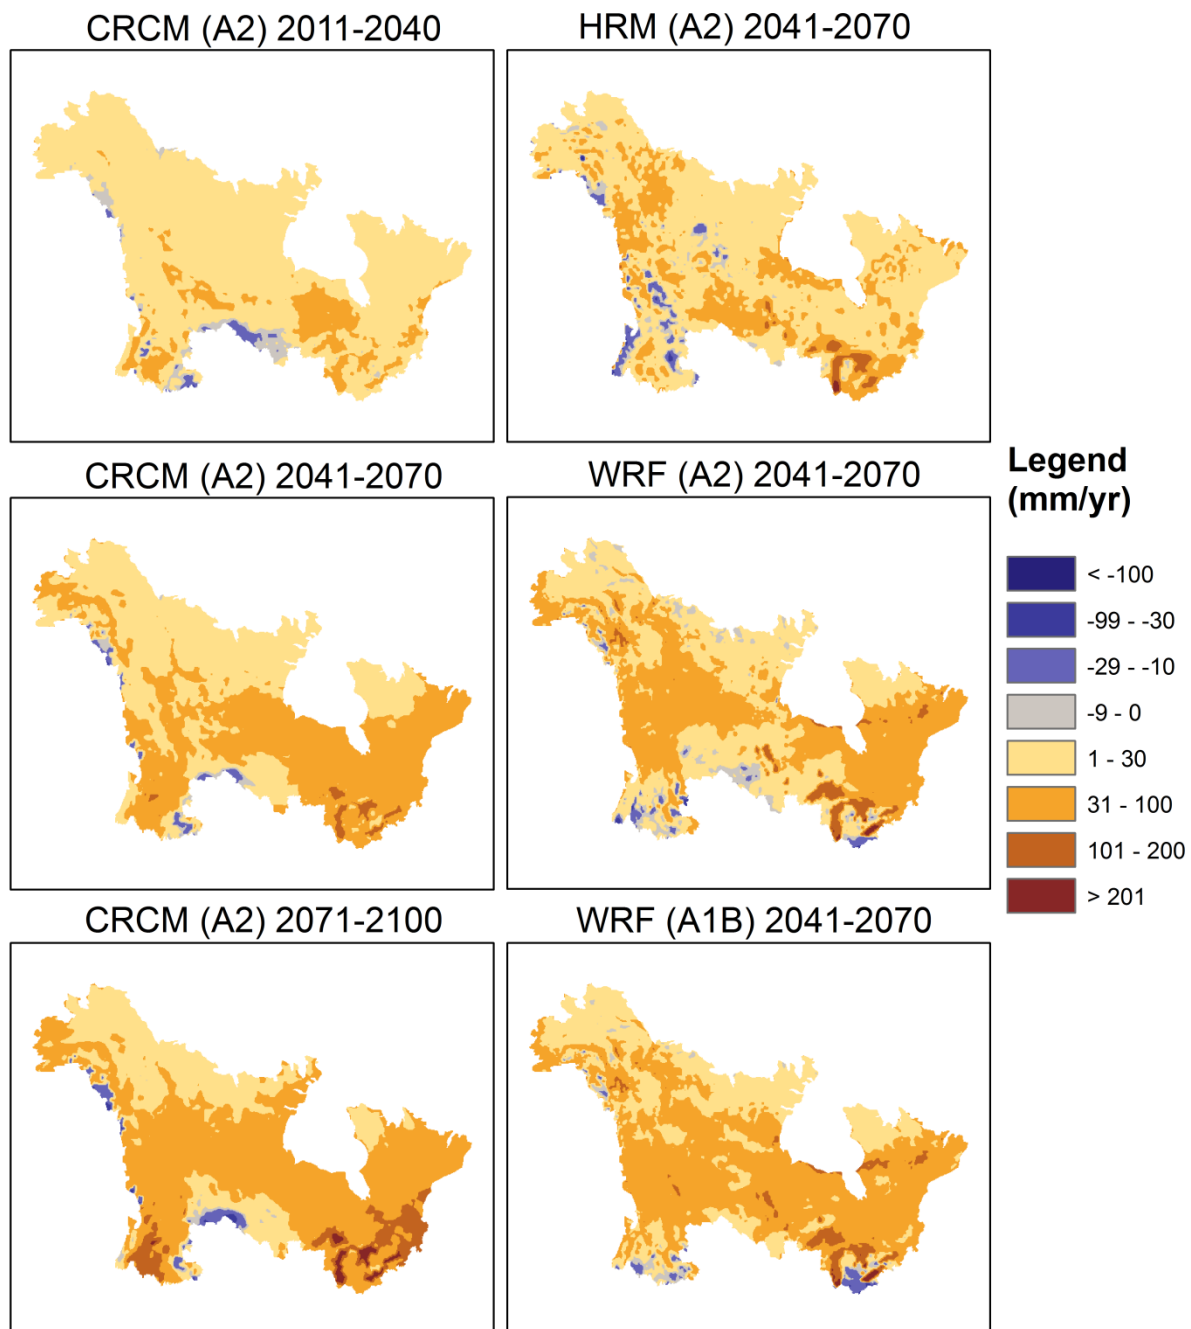 CRCM (A2) 2011-2040
HRM (A2) 2041-2070
CRCM (A2) 2041-2070
WRF (A2) 2041-2070
CRCM (A2) 2071-2100
WRF (A1B) 2041-2070
Legend
(mm/yr)
< -100
-99 - -30
-29 - -10
-9 - 0
1 - 30
31 - 100
101 - 200
> 201